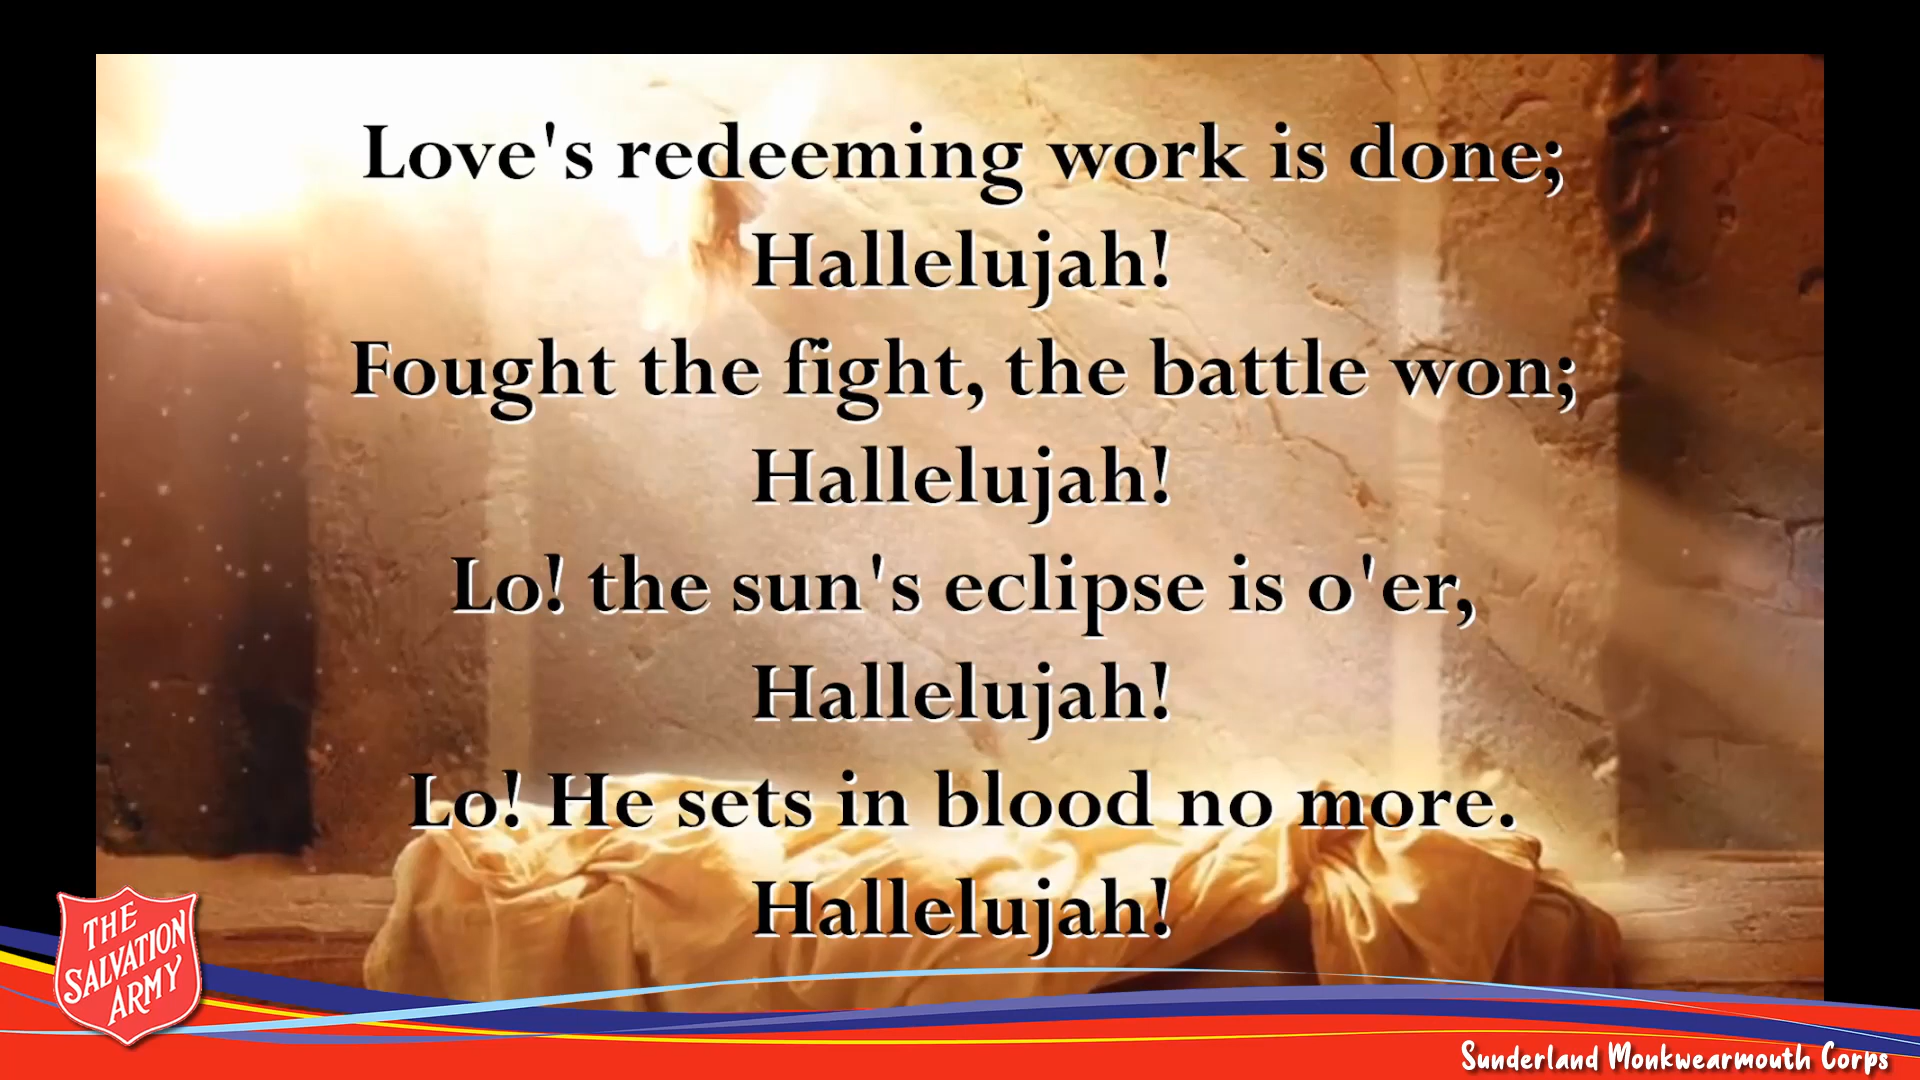 Love's redeeming work is done;
Hallelujah!
Fought the fight, the battle won;
Hallelujah!
Lo! the sun's eclipse is o'er,
Hallelujah!
Lo! He sets in blood no more.
Hallelujah!
THE
SALVATION
ARMY
Sunderland Monkwearmouth Corps